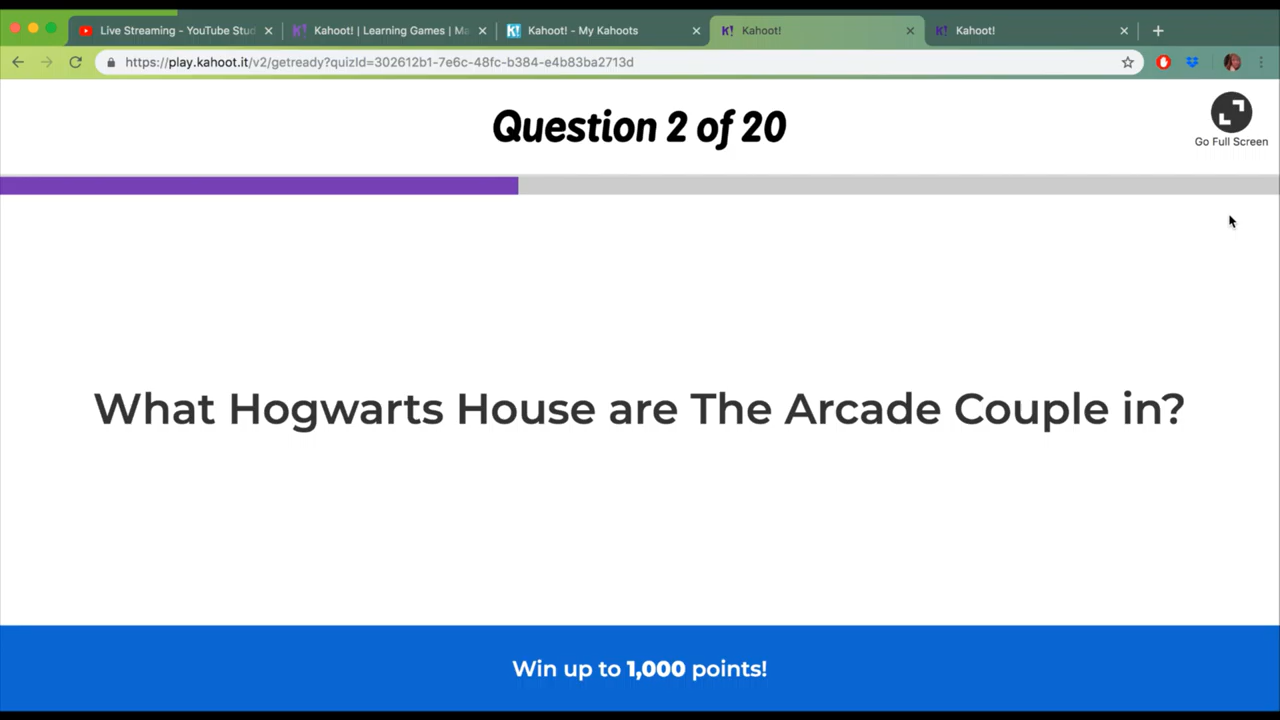 Live Streaming - YouTube Stud
Kahoot! | Learning Games | Ma
K! Kahoot! - My Kahoots
K! Kahoot!
K! Kahoot!
https://play.kahoot.it/v2/getready?quizId=302612b1-7e6c-48fc-b384-e4b83ba2713d
Question 2 of 20
Go Full Screen
What Hogwarts House are The Arcade Couple in?
Win up to 1,000 points!